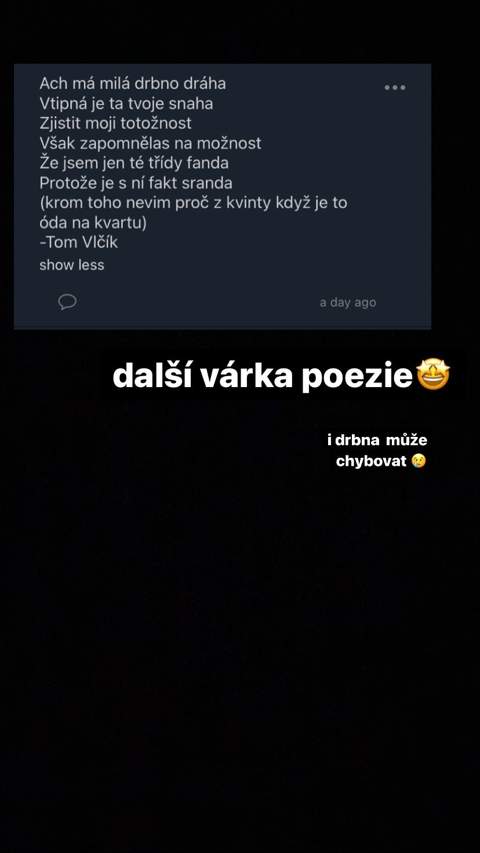 Ach má milá drbno dráha
Vtipná je ta tvoje snaha
Zjistit moji totožnost
Však zapomnělas na možnost
Že jsem jen té třídy fanda
Protože je s ní fakt sranda
(krom toho nevim proč z kvinty když je to
óda na kvartu)
-Tom Vlčík
show less
a day ago
další várka poezie🤩
i drbna může
chybovat 😢